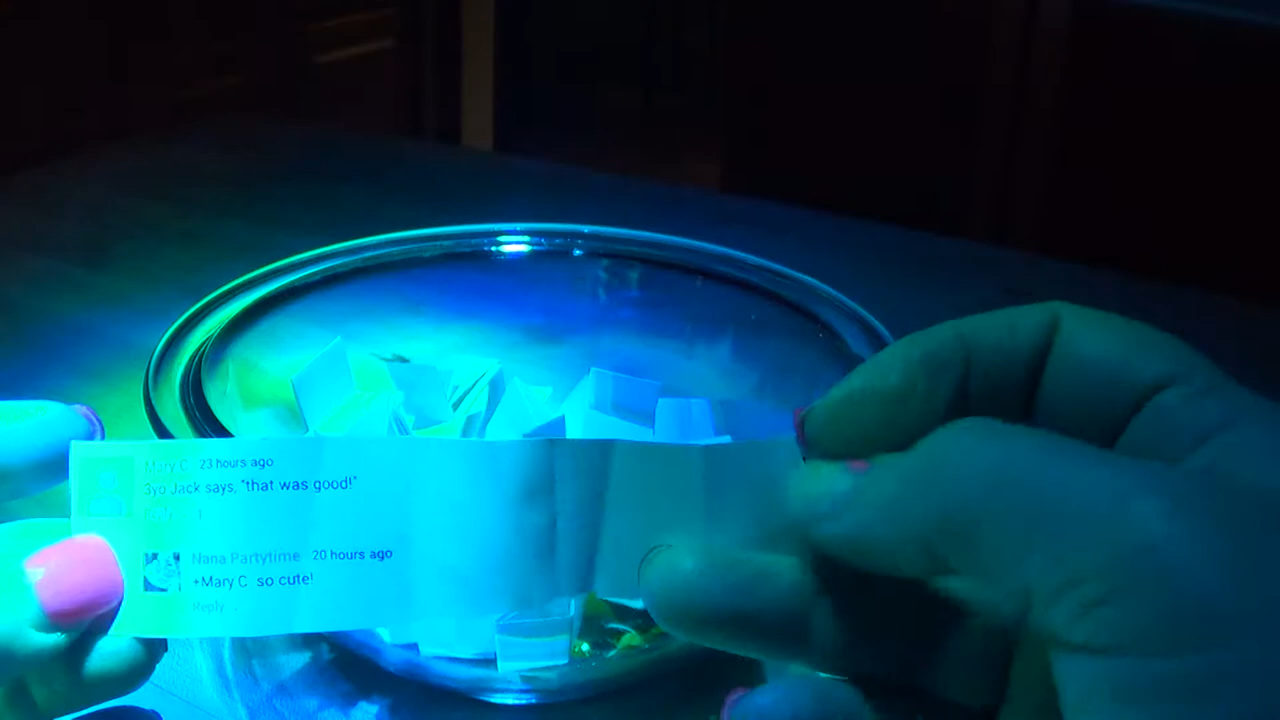 Mary C 23 hours ago
3yo Jack says, "that was good!"
Reply
Nana Partytime 20 hours ago
+Mary C so cute!
Reply